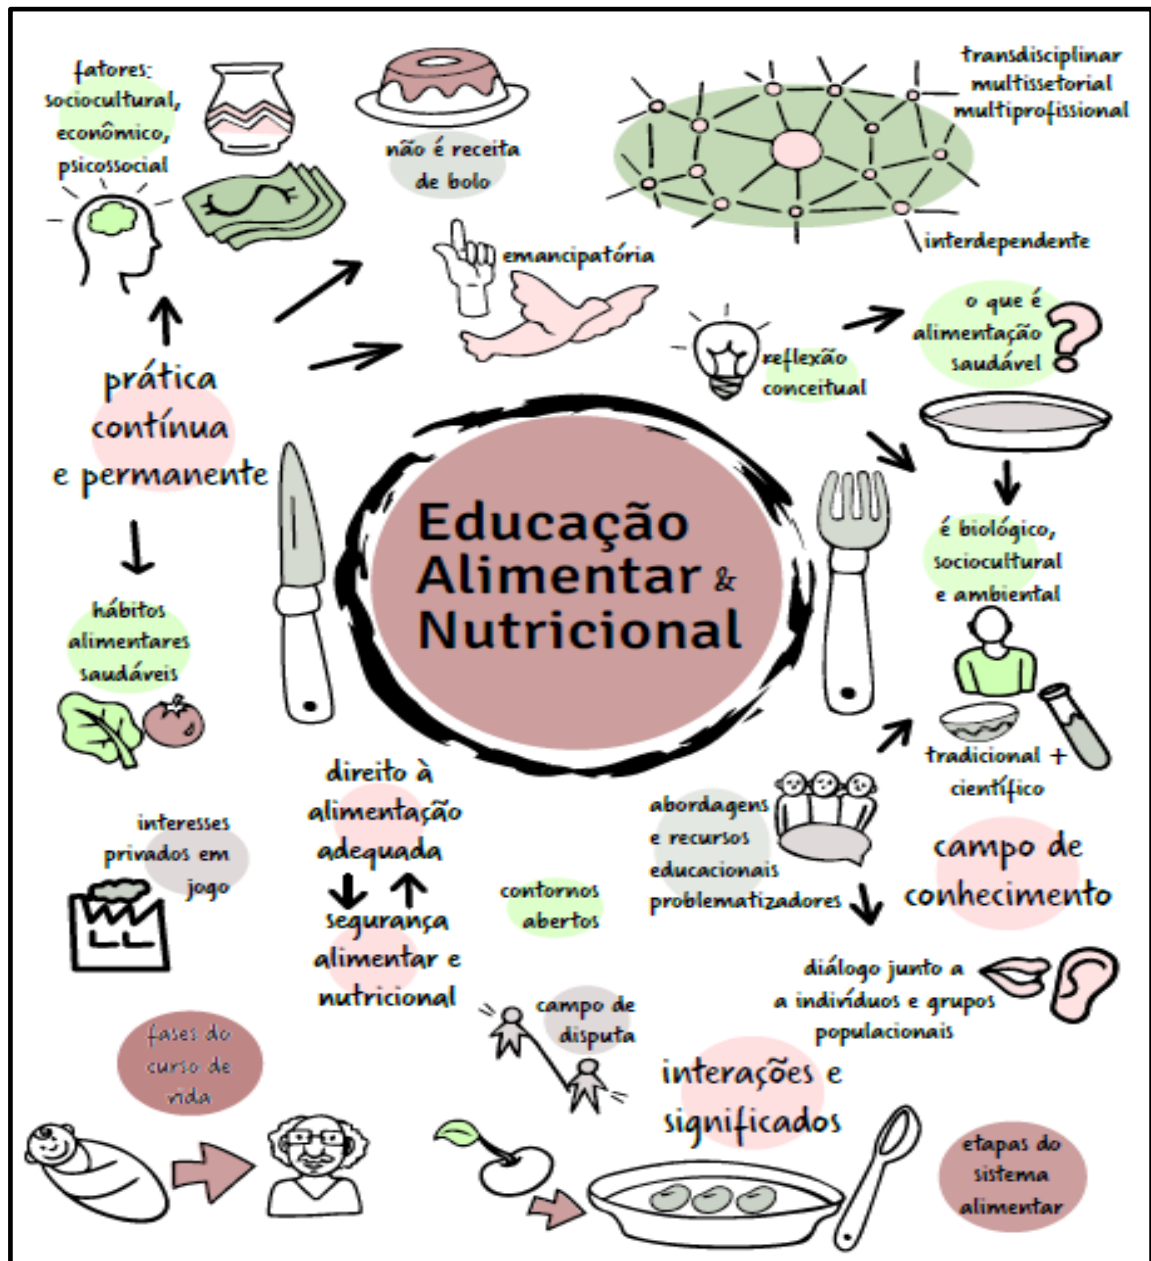 fatores:
sociocultural,
econômico,
psicossocial
não é receita
de bolo
transdisciplinar
multissetorial
multiprofissional
interdependente
emancipatória
reflexão
conceitual
o que é
alimentação
saudável
prática
contínua
e permanente
Educação
Alimentar &
Nutricional
é biológico,
sociocultural
e ambiental
hábitos
alimentares
saudáveis
tradicional +
científico
direito à
alimentação
adequada
segurança
alimentar e
nutricional
interesses
privados em
jogo
contornos
abertos
abordagens
e recursos
educacionais
problematizadores
campo de
conhecimento
diálogo junto a
a indivíduos e grupos
populacionais
campo de
disputa
fases do
curso de
vida
interações e
significados
etapas do
sistema
alimentar